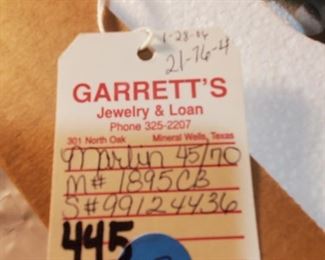 1-28-06
21-76-4
GARRETT'S
Jewelry & Loan
Phone 325-2207
301 North Oak Mineral Wells, Texas
Marlin 45/70
M# 1895CB
S# 99124436
445